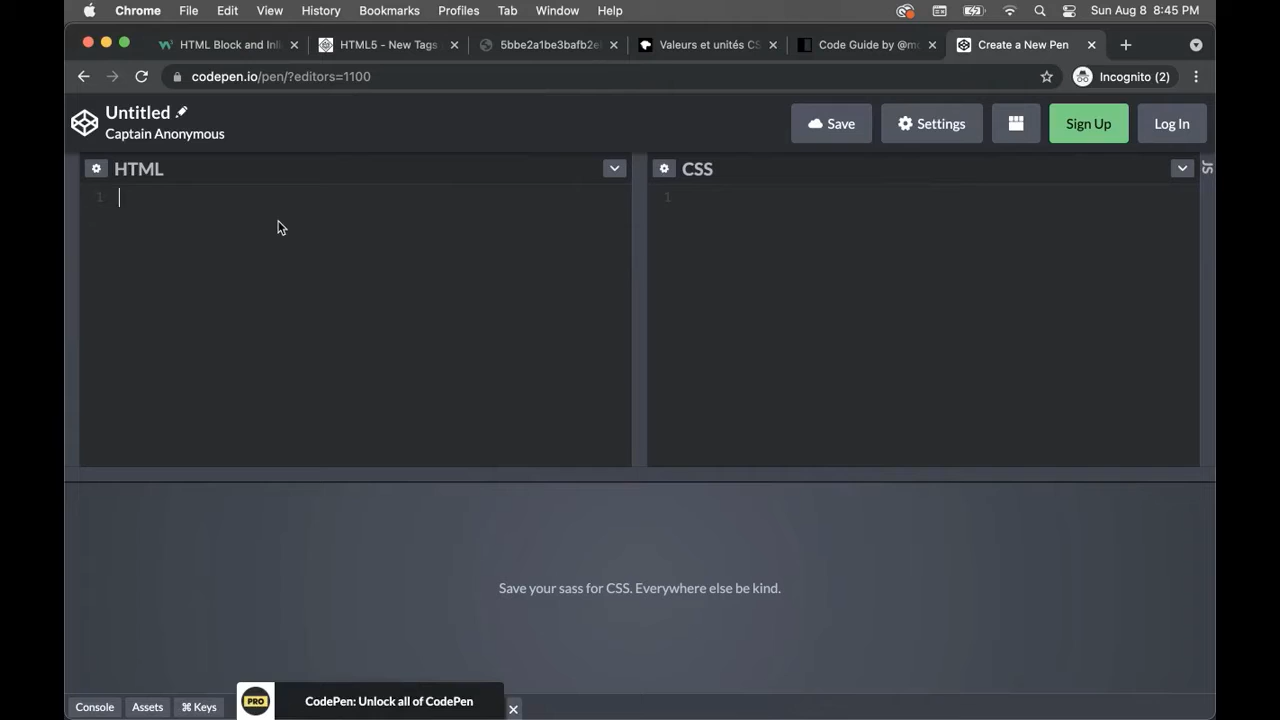 Chrome File Edit View History Bookmarks Profiles Tab Window Help Sun Aug 8 8:45 PM
HTML Block and Inli HTML5 - New Tags 5bbe2a1be3bafb2e Valeurs et unités CS Code Guide by @m Create a New Pen
codepen.io/pen/?editors=1100 Incognito (2)
Untitled
Captain Anonymous
Save Settings Sign Up Log In
HTML CSS JS
1 1
Save your sass for CSS. Everywhere else be kind.
Console Assets ⌘ Keys PRO CodePen: Unlock all of CodePen